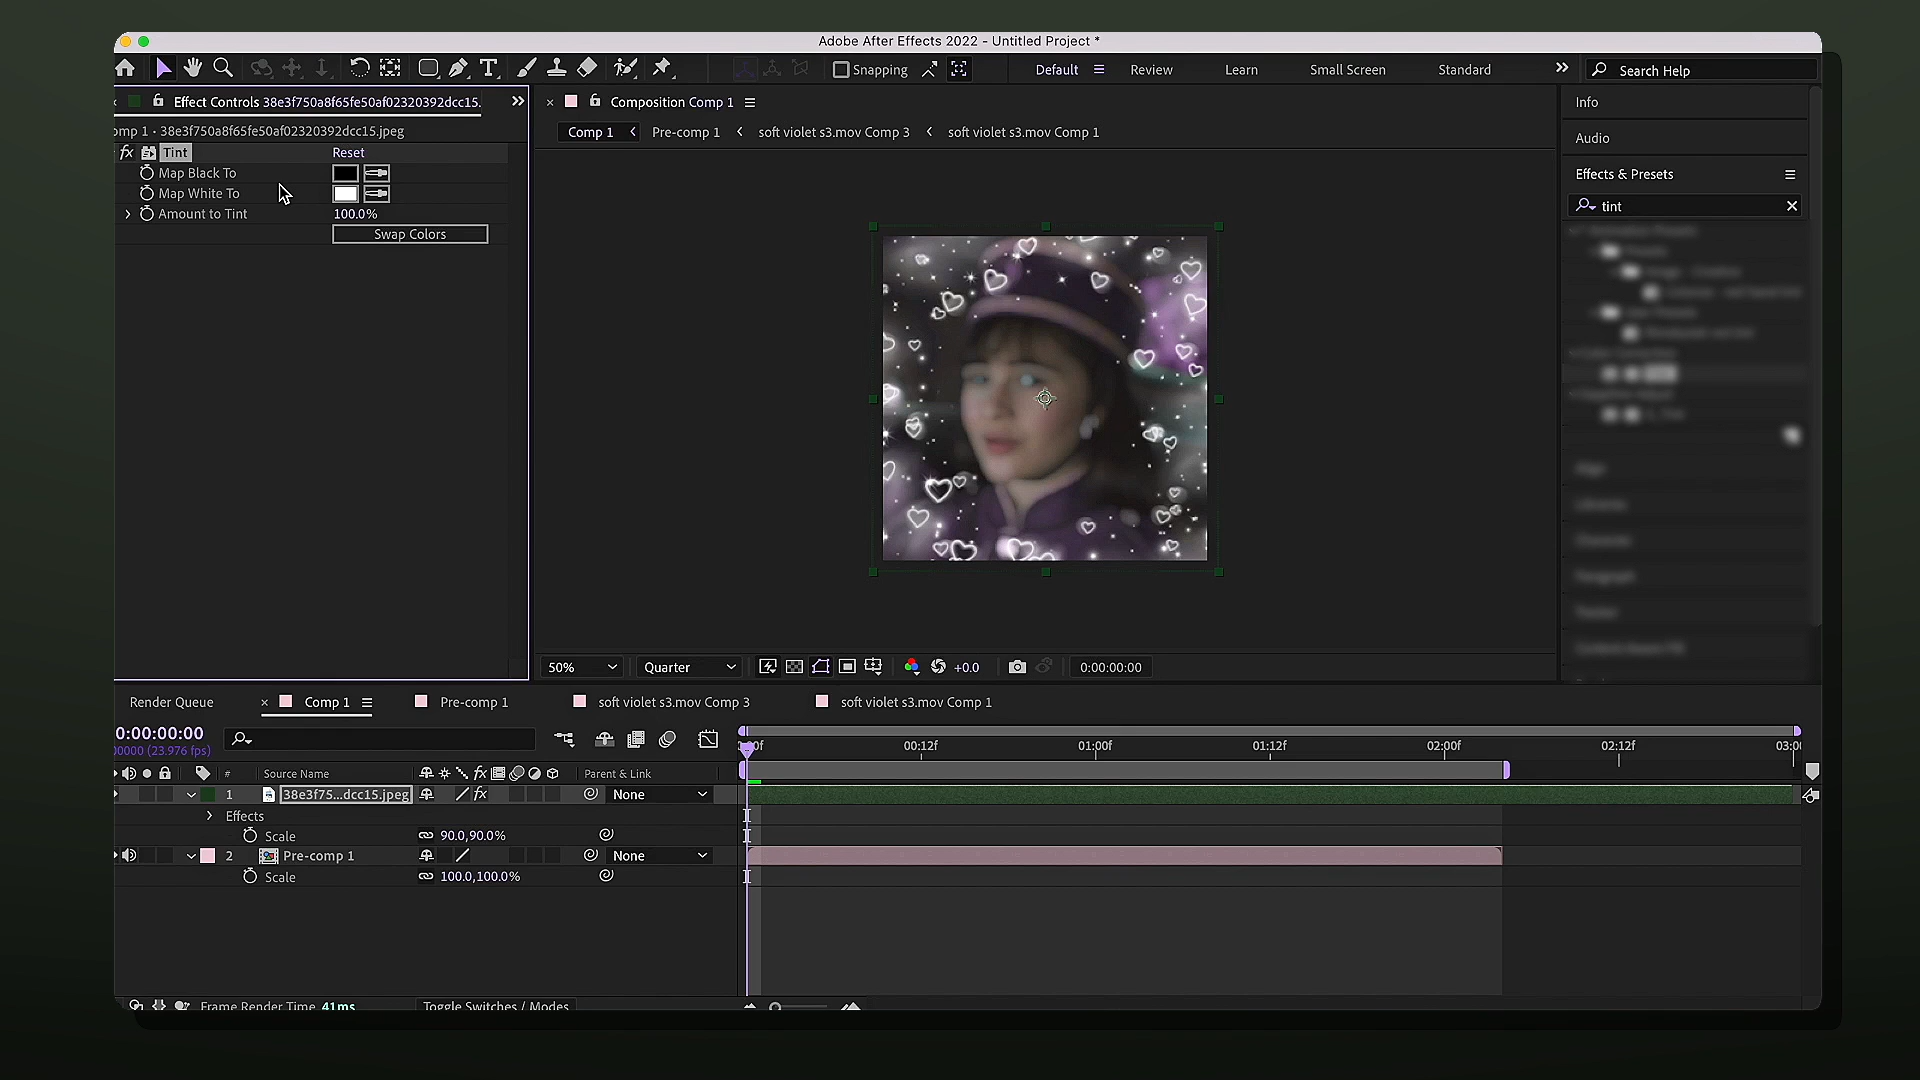 Adobe After Effects 2022 - Untitled Project *
Snapping
Default
Review
Learn
Small Screen
Standard
Search Help
Effect Controls 38e3f750a8f65fe50af02320392dcc15.
omp 1 • 38e3f750a8f65fe50af02320392dcc15.jpeg
fx Tint Reset
Map Black To
Map White To
Amount to Tint 100.0%
Swap Colors
Composition Comp 1
Comp 1 Pre-comp 1 soft violet s3.mov Comp 3 soft violet s3.mov Comp 1
Info
Audio
Effects & Presets
tint
50% Quarter +0.0 0:00:00:00
Render Queue Comp 1 Pre-comp 1 soft violet s3.mov Comp 3 soft violet s3.mov Comp 1
0:00:00:00
00000 (23.976 fps)
00f 00:12f 01:00f 01:12f 02:00f 02:12f 03:0
# Source Name fx Parent & Link
1 38e3f75...dcc15.jpeg fx None
Effects
Scale 90.0,90.0%
2 Pre-comp 1 None
Scale 100.0,100.0%
Frame Render Time 41ms Toggle Switches / Modes